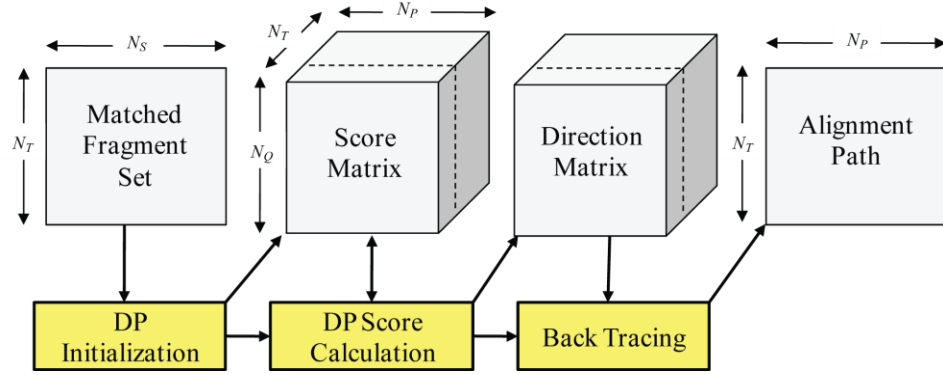 N_S
N_T
N_P
N_P
N_T
Matched
Fragment
Set
N_Q
Score
Matrix
Direction
Matrix
N_T
Alignment
Path
DP
Initialization
DP Score
Calculation
Back Tracing